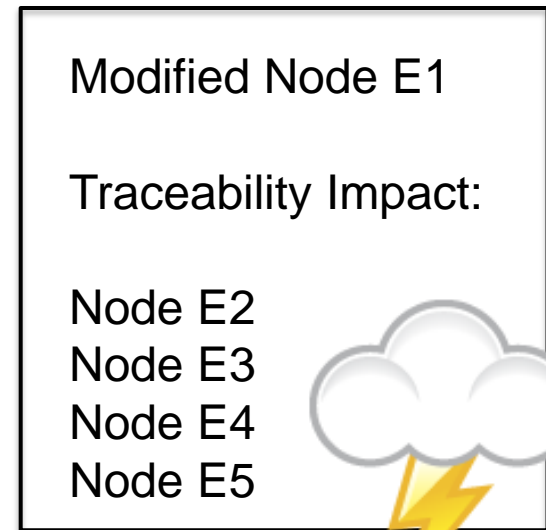 Modified Node E1
Traceability Impact:
Node E2
Node E3
Node E4
Node E5